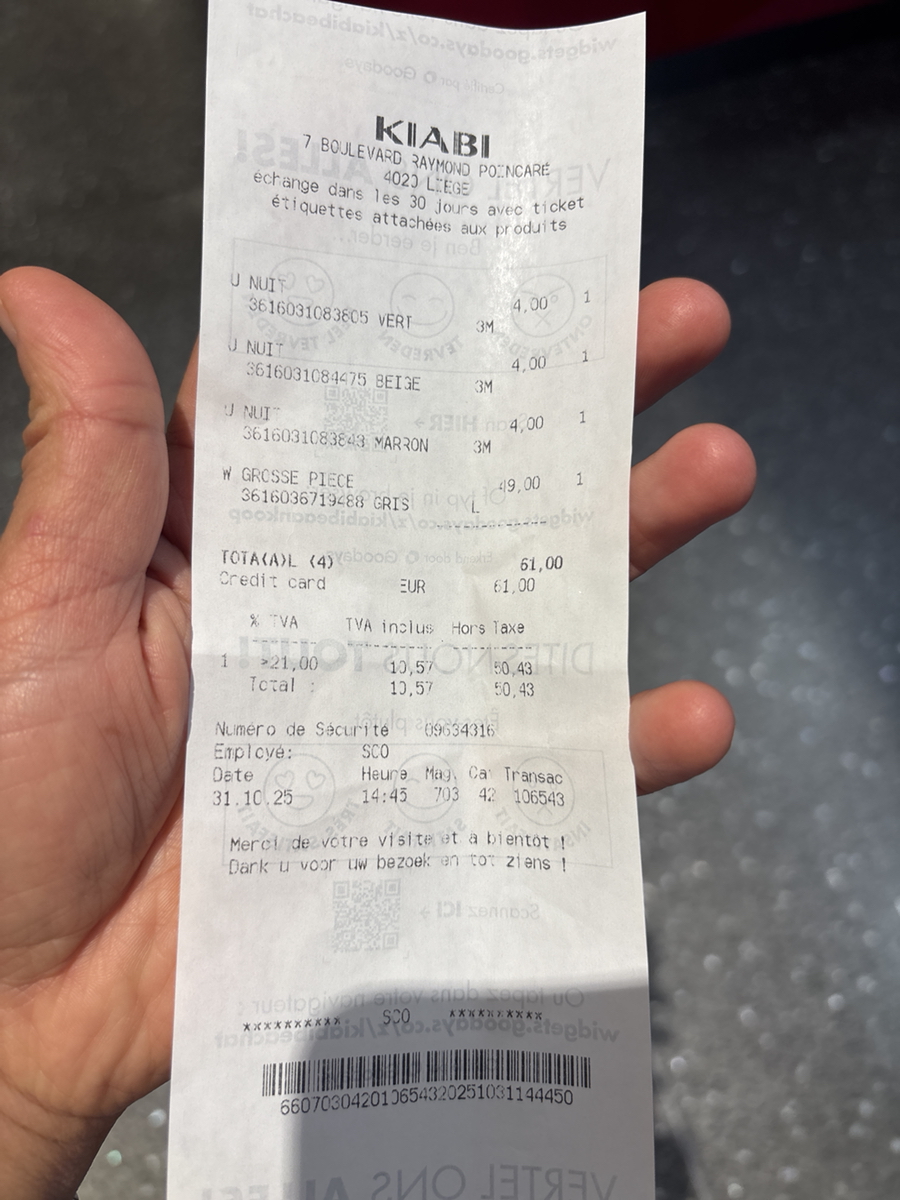 KIABI
7 BOULEVARD RAYMOND POINCARÉ
4020 LIEGE
échange dans les 30 jours avec ticket
étiquettes attachées aux produits
U NUIT 4,00 1
3616031083805 VERT 3M
U NUIT 4,00 1
3616031084475 BEIGE 3M
U NUIT 4,00 1
3616031083843 MARRON 3M
W GROSSE PIECE 49,00 1
3616036719488 GRIS L
--------------
TOTA(A)L (4) 61,00
Credit card EUR 61,00
% TVA TVA inclus Hors Taxe
1 >21,00 10,57 50,43
Total : 10,57 50,43
Numéro de Sécurité 09634316
Employé: SCO
Date Heure Mag. Ca Transac
31.10.25 14:45 703 42 106543
Merci de votre visite et a bientôt !
Dank u voor uw bezoek en tot ziens !
********** SCO **********
660703042010654320251031144450